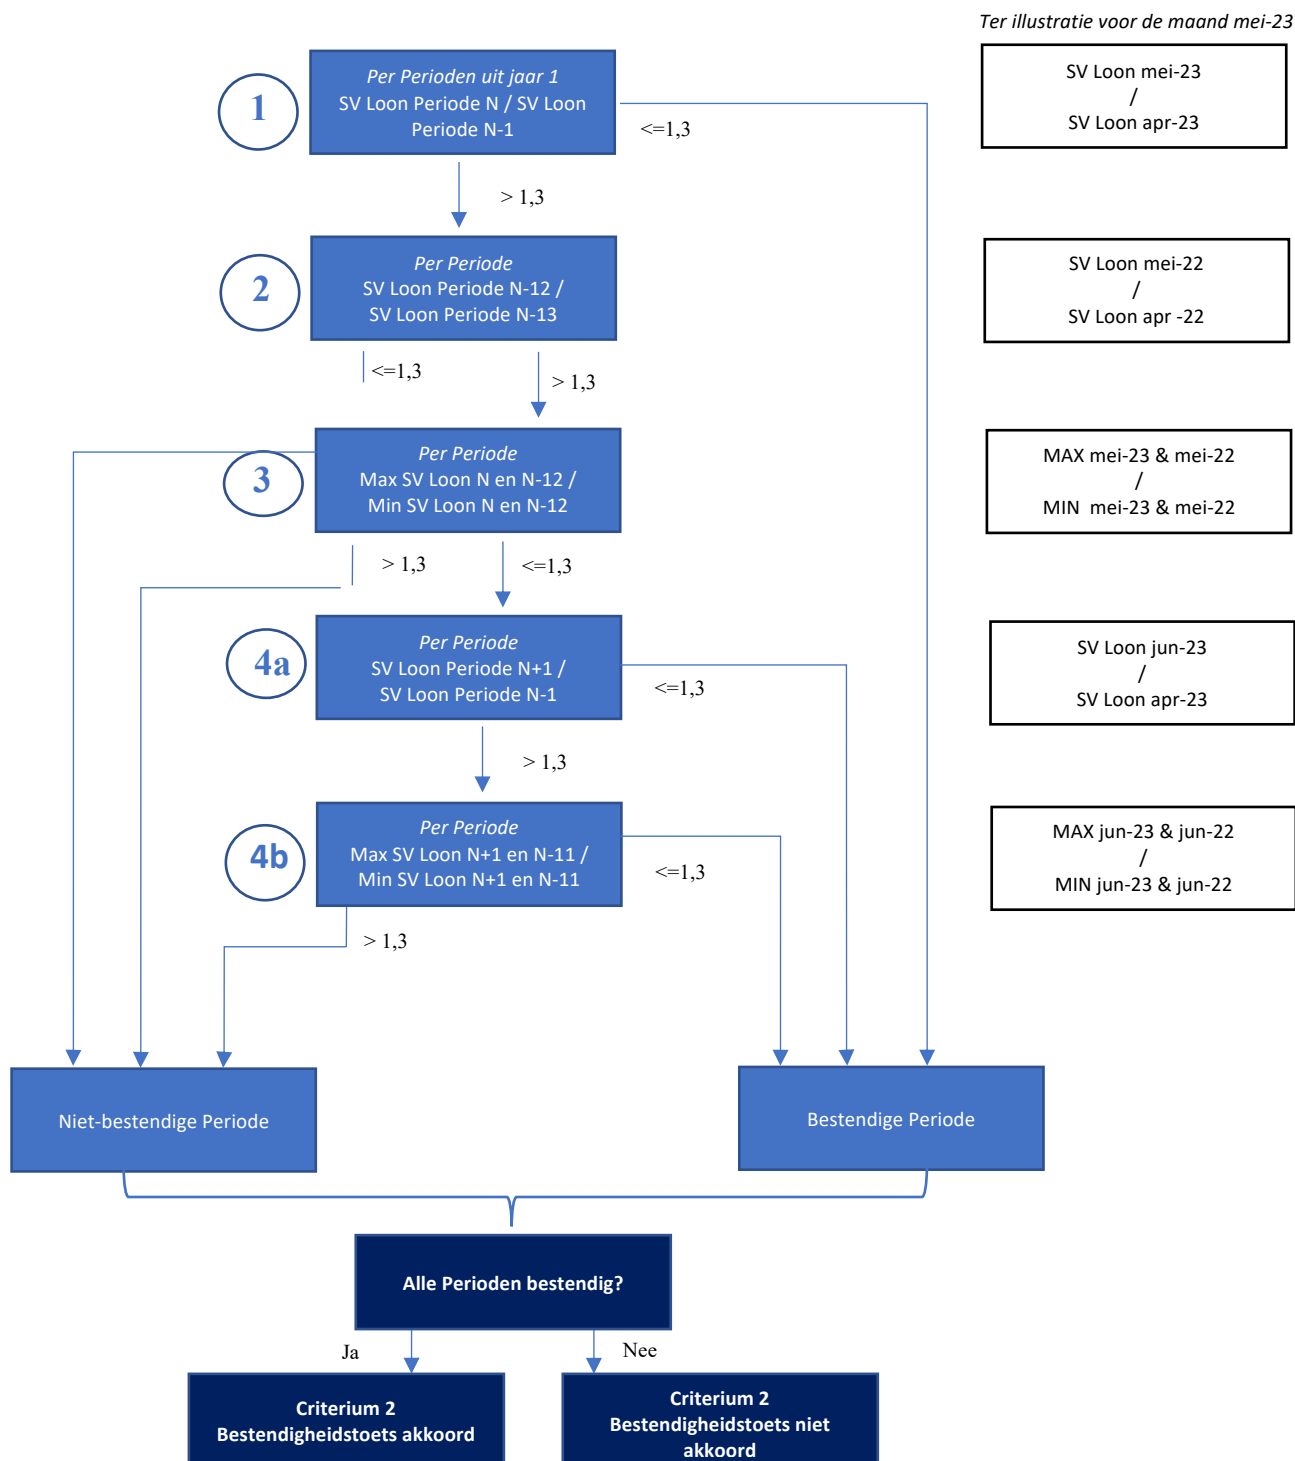 Ter illustratie voor de maand mei-23
1
Per Perioden uit jaar 1
SV Loon Periode N / SV Loon
Periode N-1
<=1,3
> 1,3
SV Loon mei-23
/
SV Loon apr-23
2
Per Periode
SV Loon Periode N-12 /
SV Loon Periode N-13
<=1,3
> 1,3
SV Loon mei-22
/
SV Loon apr -22
3
Per Periode
Max SV Loon N en N-12 /
Min SV Loon N en N-12
> 1,3
<=1,3
MAX mei-23 & mei-22
/
MIN mei-23 & mei-22
4a
Per Periode
SV Loon Periode N+1 /
SV Loon Periode N-1
<=1,3
> 1,3
SV Loon jun-23
/
SV Loon apr-23
4b
Per Periode
Max SV Loon N+1 en N-11 /
Min SV Loon N+1 en N-11
<=1,3
> 1,3
MAX jun-23 & jun-22
/
MIN jun-23 & jun-22
Niet-bestendige Periode
Bestendige Periode
Alle Perioden bestendig?
Ja
Nee
Criterium 2
Bestendigheidstoets akkoord
Criterium 2
Bestendigheidstoets niet
akkoord